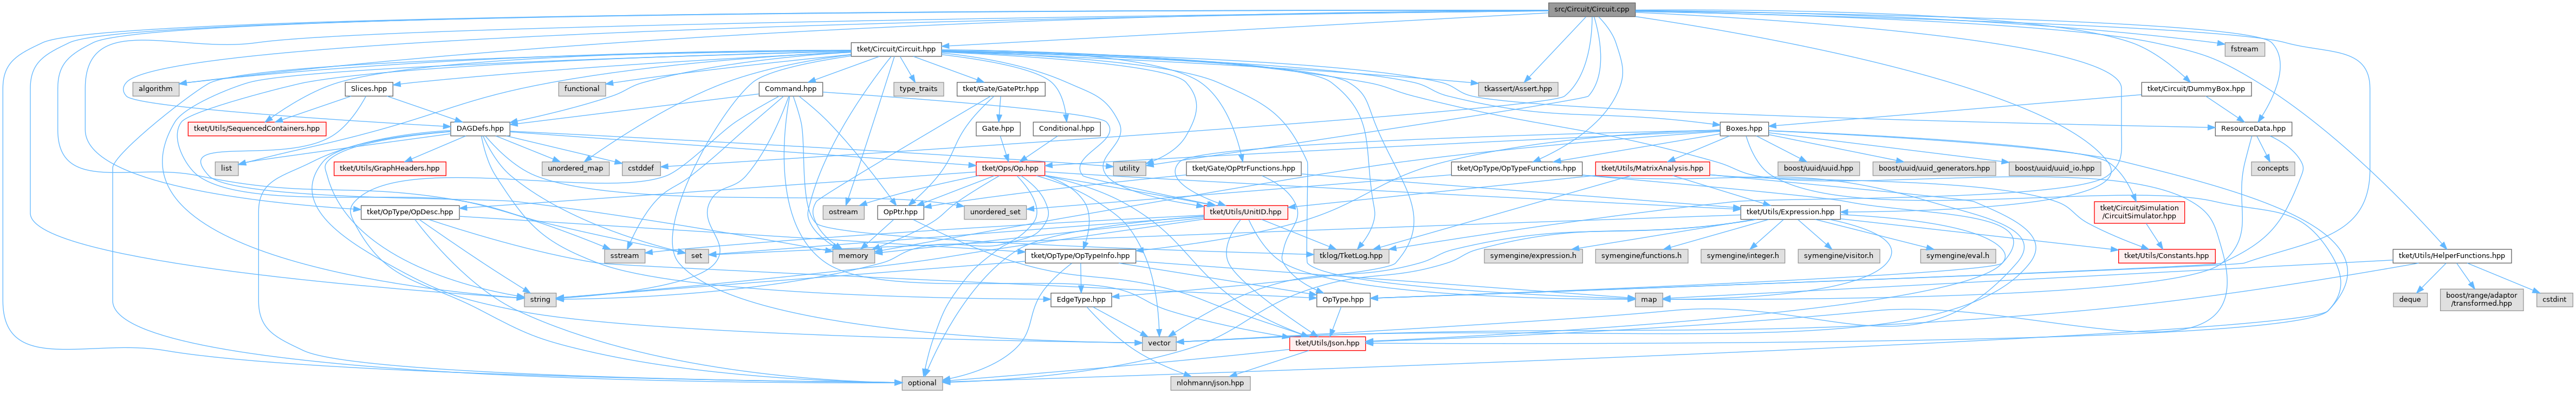 src/Circuit/Circuit.cpp
tket/Circuit/Circuit.hpp
fstream
algorithm
Slices.hpp
functional
Command.hpp
type_traits
tket/Gate/GatePtr.hpp
tkassert/Assert.hpp
tket/Circuit/DummyBox.hpp
tket/Utils/SequencedContainers.hpp
DAGDefs.hpp
Gate.hpp
Conditional.hpp
Boxes.hpp
ResourceData.hpp
list
tket/Utils/GraphHeaders.hpp
unordered_map
cstddef
utility
tket/Ops/Op.hpp
tket/Gate/OpPtrFunctions.hpp
tket/OpType/OpTypeFunctions.hpp
tket/Utils/MatrixAnalysis.hpp
boost/uuid/uuid.hpp
boost/uuid/uuid_generators.hpp
boost/uuid/uuid_io.hpp
concepts
tket/OpType/OpDesc.hpp
ostream
OpPtr.hpp
unordered_set
tket/Utils/UnitID.hpp
tket/Utils/Expression.hpp
tket/Circuit/Simulation
/CircuitSimulator.hpp
sstream
set
memory
tket/OpType/OpTypeInfo.hpp
tklog/TketLog.hpp
symengine/expression.h
symengine/functions.h
symengine/integer.h
symengine/visitor.h
symengine/eval.h
tket/Utils/Constants.hpp
tket/Utils/HelperFunctions.hpp
string
EdgeType.hpp
OpType.hpp
map
deque
boost/range/adaptor
/transformed.hpp
cstdint
vector
tket/Utils/Json.hpp
optional
nlohmann/json.hpp